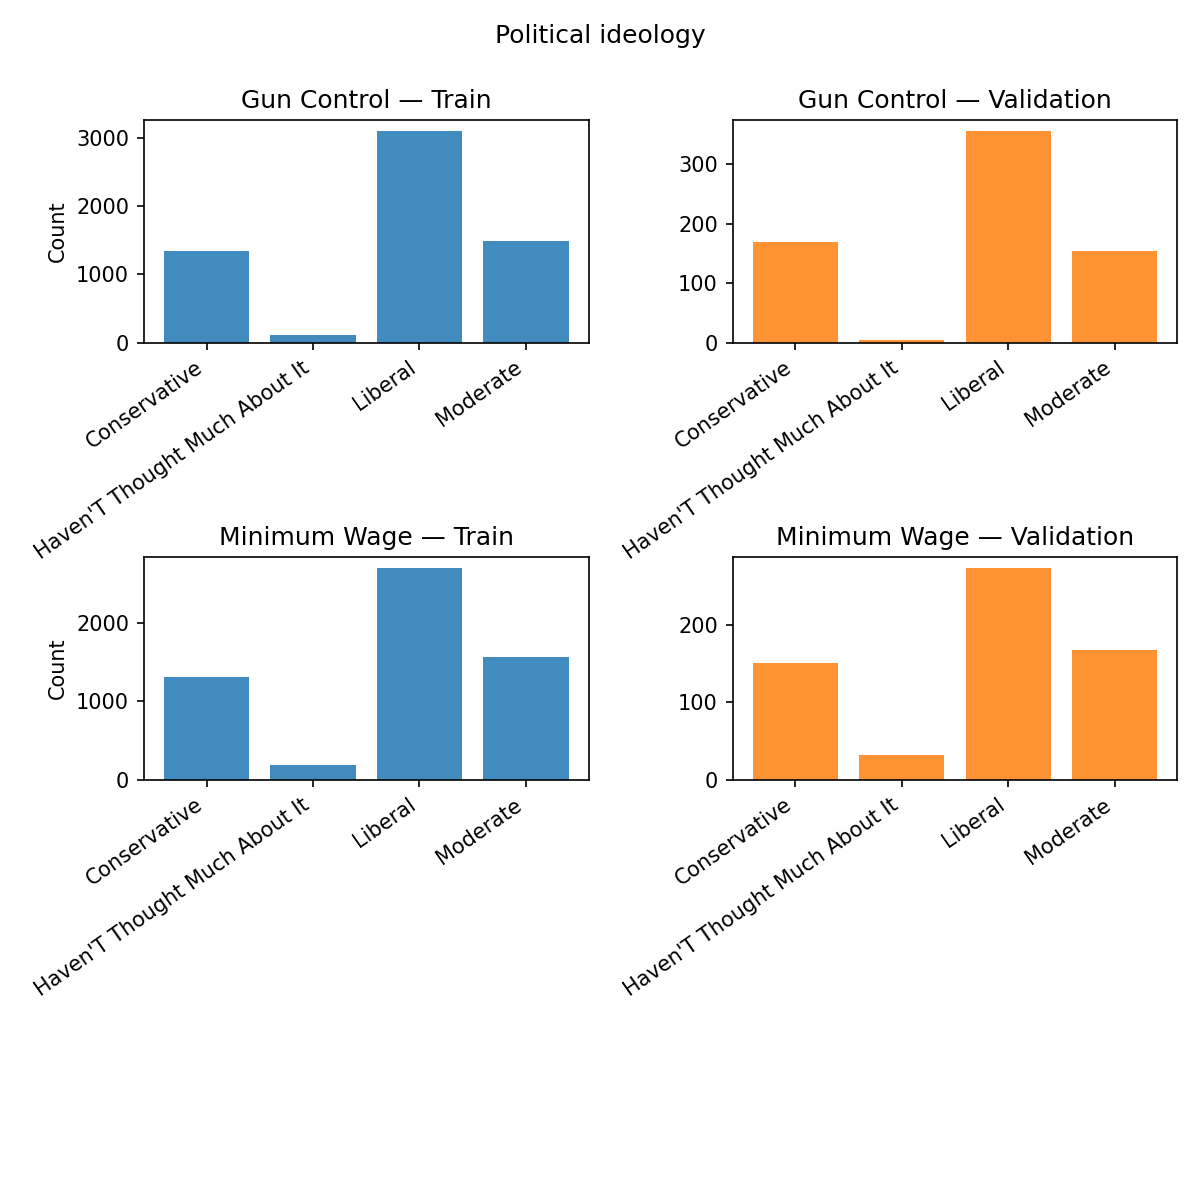 Political ideology
Gun Control — Train
Count
3000
2000
1000
0
Conservative
Haven'T Thought Much About It
Liberal
Moderate
Gun Control — Validation
300
200
100
0
Conservative
Haven'T Thought Much About It
Liberal
Moderate
Minimum Wage — Train
Count
2000
1000
0
Conservative
Haven'T Thought Much About It
Liberal
Moderate
Minimum Wage — Validation
200
100
0
Conservative
Haven'T Thought Much About It
Liberal
Moderate